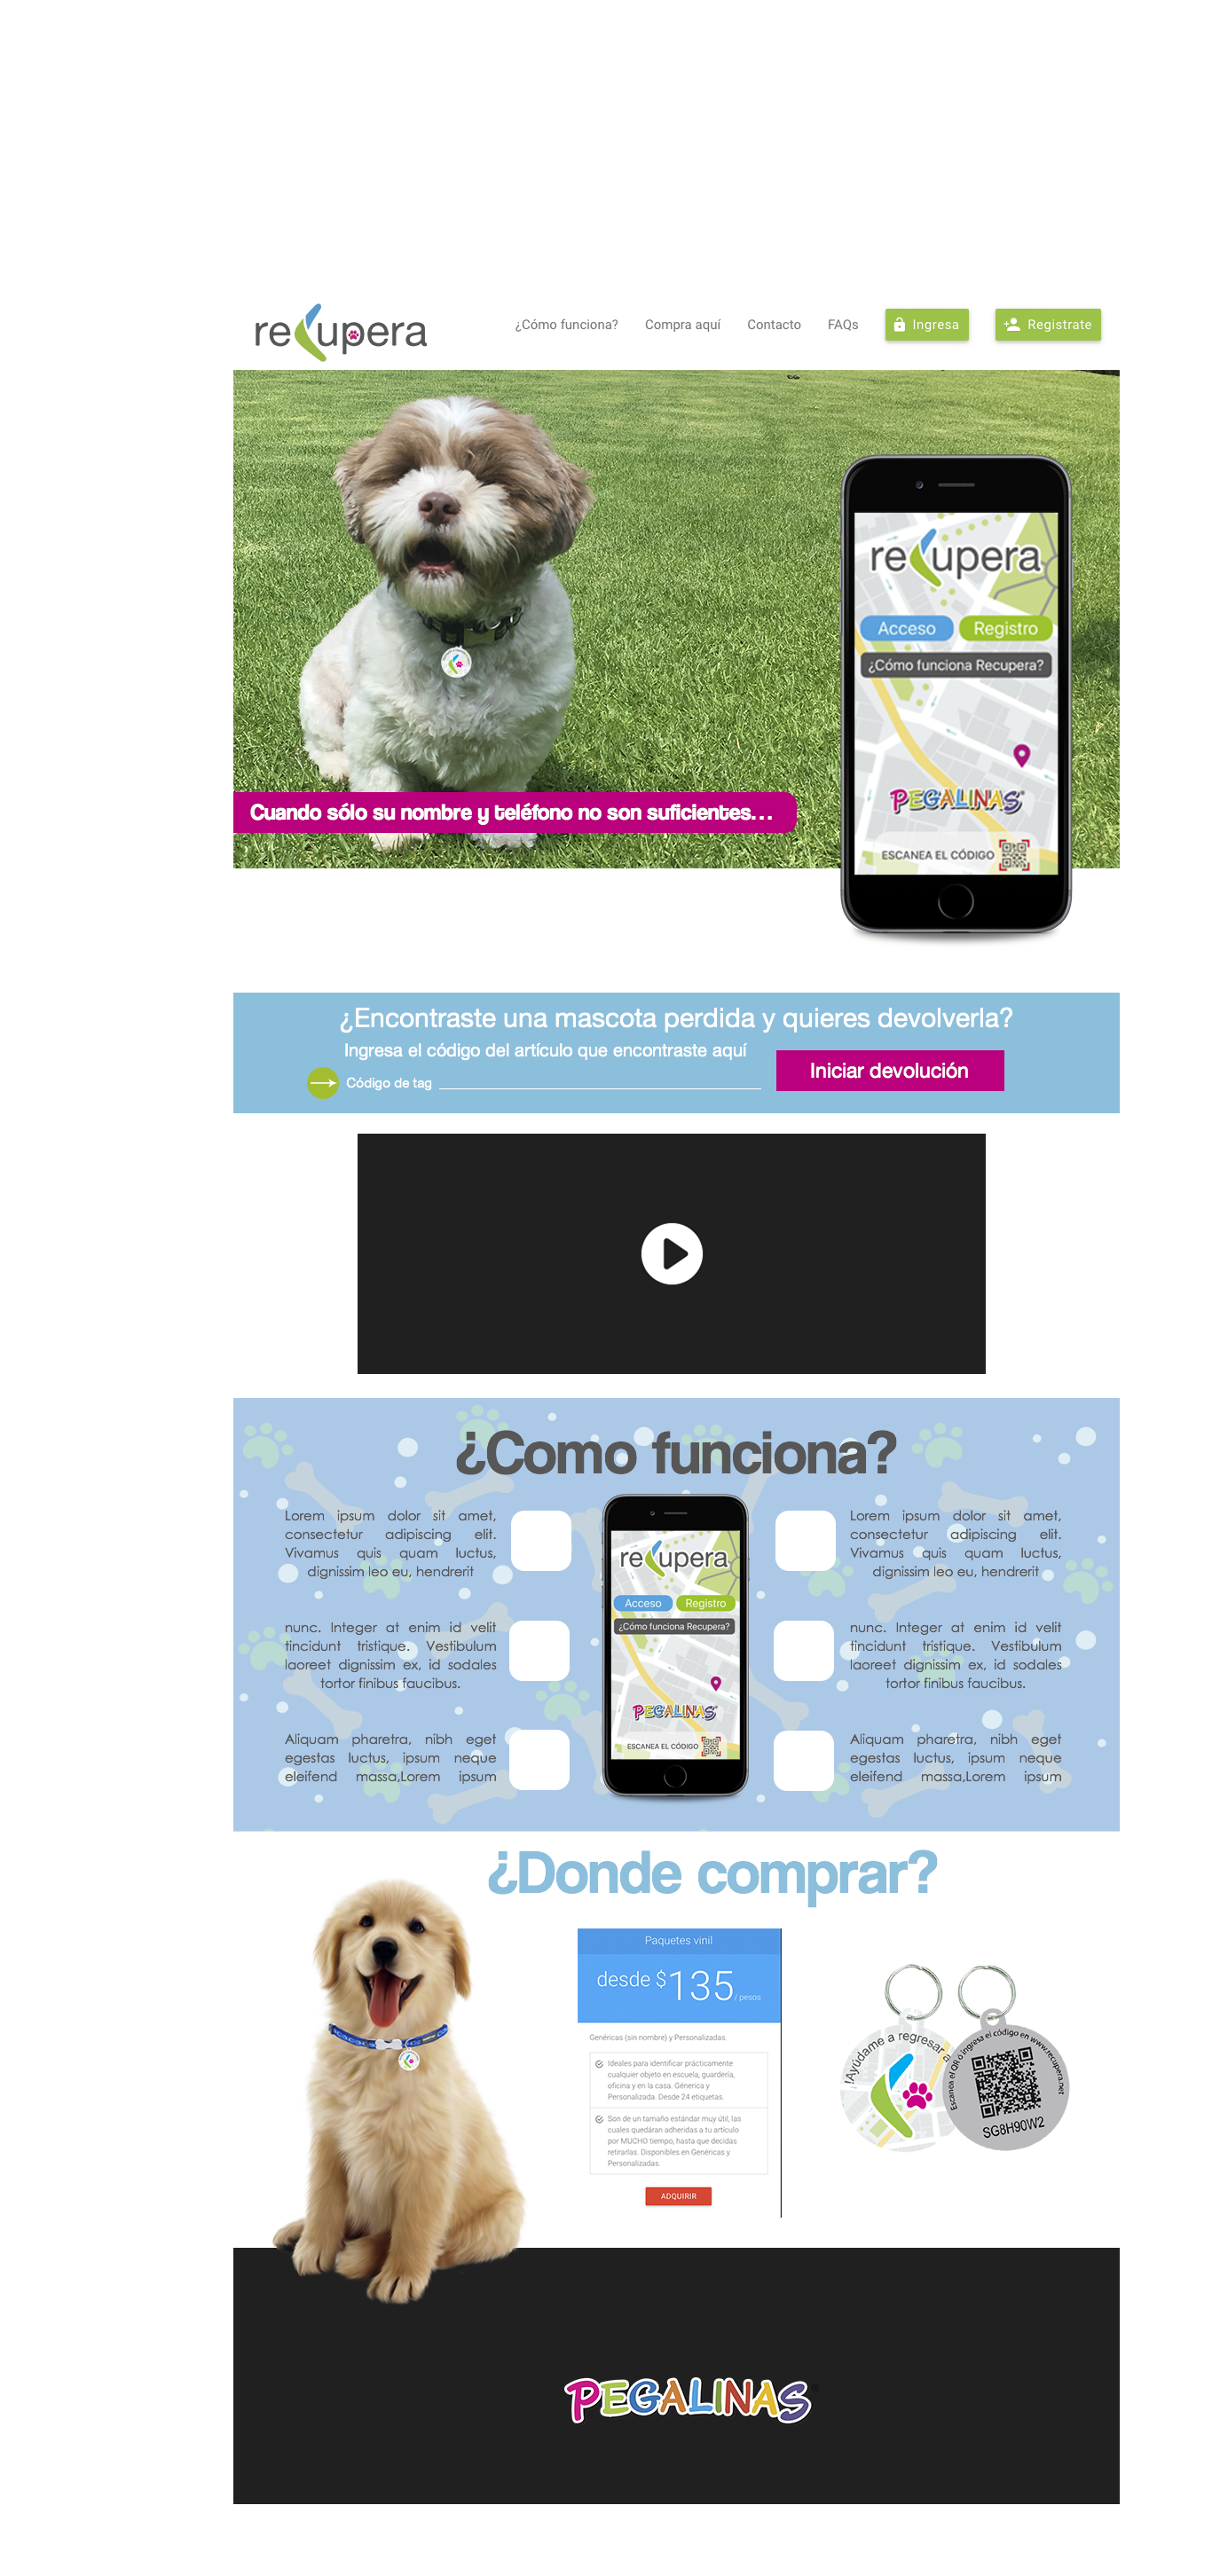 recupera
¿Cómo funciona?
Compra aquí
Contacto
FAQs
Ingresa
Registrate
recupera
Acceso
Registro
¿Cómo funciona Recupera?
PEGALINAS®
ESCANEA EL CÓDIGO
Cuando sólo su nombre y teléfono no son suficientes...
¿Encontraste una mascota perdida y quieres devolverla?
Ingresa el código del artículo que encontraste aquí
Código de tag
Iniciar devolución
¿Como funciona?
Lorem ipsum dolor sit amet,
consectetur adipiscing elit.
Vivamus quis quam luctus,
dignissim leo eu, hendrerit
nunc. Integer at enim id velit
tincidunt tristique. Vestibulum
laoreet dignissim ex, id sodales
tortor finibus faucibus.
Aliquam pharetra, nibh eget
egestas luctus, ipsum neque
eleifend massa,Lorem ipsum
recupera
Acceso
Registro
¿Cómo funciona Recupera?
PEGALINAS®
ESCANEA EL CÓDIGO
Lorem ipsum dolor sit amet,
consectetur adipiscing elit.
Vivamus quis quam luctus,
dignissim leo eu, hendrerit
nunc. Integer at enim id velit
tincidunt tristique. Vestibulum
laoreet dignissim ex, id sodales
tortor finibus faucibus.
Aliquam pharetra, nibh eget
egestas luctus, ipsum neque
eleifend massa,Lorem ipsum
¿Donde comprar?
Paquetes vinil
desde $135/ pesos
Genéricas (sin nombre) y Personalizadas.
Ideales para identificar prácticamente
cualquier objeto en escuela, guardería,
oficina y en la casa. Génerica y
Personalizada. Desde 24 etiquetas.
Son de un tamaño estándar muy útil, las
cuales quedáran adheridas a tu artículo
por MUCHO tiempo, hasta que decidas
retirarlas. Disponibles en Genéricas y
Personalizadas.
ADQUIRIR
!Ayúdame a regresar a
Escanea el QR ó ingresa el código en www.recupera.net
SG8H90W2
PEGALINAS®